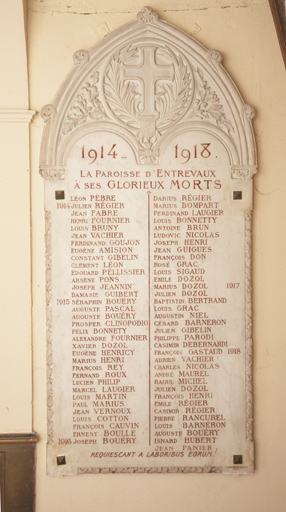 1914 - 1918.
LA PAROISSE D'ENTREVAUX
À SES GLORIEUX MORTS
LÉON PEBRE
1914 JULIEN RÉGIER
JEAN FABRE
HENRI FOURNIER
LOUIS BRUNY
JEAN VACHIER
FERDINAND GOUJON
EUGÈNE AMISION
CONSTANT GIBELIN
CLÉMENT LÉON
EDOUARD PELLISSIER
ARSÈNE PONS
JOSEPH JEANNIN
DAMASE GUIBERT
1915 SÉRAPHIN BOUÉRY
AUGUSTE PASCAL
AUGUSTE BOUÉRY
PROSPER CLINOPODIO
FÉLIX BONNETY
ALEXANDRE FOURNIER
XAVIER DOZOL
EUGÈNE HENRICY
MARIUS HENRI
FRANÇOIS REY
FERNAND ROUX
LUCIEN PHILIP
MARCEL LAUGIER
LOUIS MARTIN
PAUL MARIUS
JEAN VERNOUX
LOUIS COTTON
FRANÇOIS CAUVIN
ERNEST BOULLE
JOSEPH BOUÉRY
DARIUS RÉGIER
MARIUS BOMPART
FERDINAND LAUGIER
LOUIS BONNETTY
ANTOINE BRUN
LUDOVIC NICOLAS
JOSEPH HENRI
JEAN GUIGUES
FRANÇOIS DON
ROSÉ GRAC
LOUIS SIGAUD
EMILE DOZOL
MARIUS DOZOL 1917
JULIEN DOZOL
BAPTISTIN BERTRAND
LOUIS GRAC
AUGUSTIN NIEL
CÉSARD BARNERON
JULIEN GIBELIN
PHILIPPE PARODI
CASIMIR DEBERNARDI
FRANÇOIS GASTAUD 1918
ADRIEN VACHIER
CHARLES NICOLAS
ANDRÉ MAUREL
RAOUL MICHEL
JULIEN DOZOL
FRANÇOIS HENRI
EMILE RÉGIER
CASIMIR RÉGIER
PIERRE RANCUREL
LOUIS BARNERON
AUGUSTE BOUÉRY
ISNARD HUBERT
JEAN PANIER
REQUIESCANT A LABORIBUS EORUM.